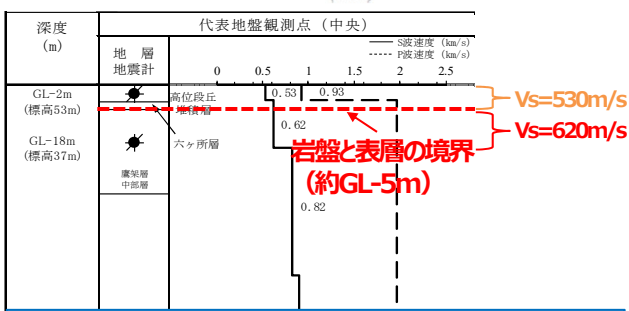 深度
(m)
代表地盤観測点（中央）
地 層
地震計
S波速度 (km/s)
P波速度 (km/s)
0 0.5 1 1.5 2 2.5
GL-2m
(標高53m)
高位段丘
堆積層
0.53 0.93
Vs=530m/s
0.62
Vs=620m/s
GL-18m
(標高37m)
六ヶ所層
岩盤と表層の境界
（約GL-5m）
鷹架層
中部層
0.82